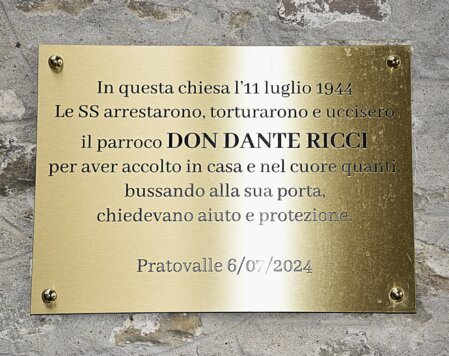 In questa chiesa l'11 luglio 1944
Le SS arrestarono, torturarono e uccisero
il parroco DON DANTE RICCI
per aver accolto in casa e nel cuore quanti,
bussando alla sua porta,
chiedevano aiuto e protezione.
Pratovalle 6/07/2024